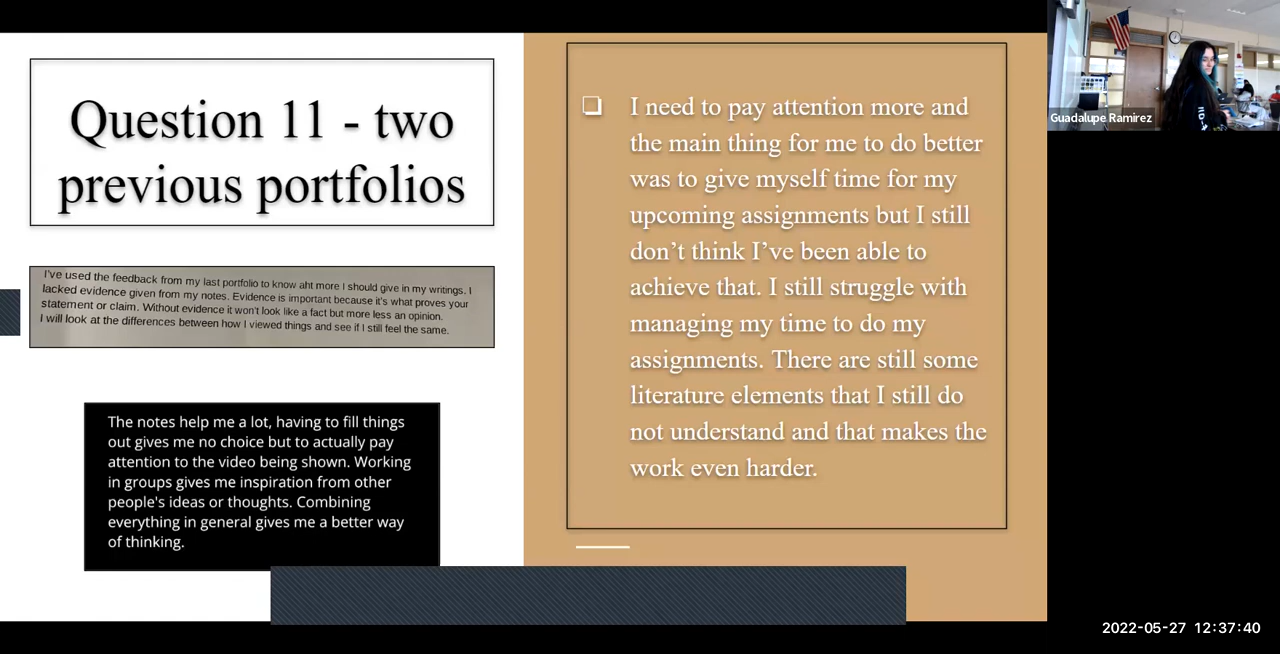 Question 11 - two
previous portfolios
I've used the feedback from my last portfolio to know aht more I should give in my writings. I
lacked evidence given from my notes. Evidence is important because it's what proves your
statement or claim. Without evidence it won't look like a fact but more less an opinion.
I will look at the differences between how I viewed things and see if I still feel the same.
The notes help me a lot, having to fill things
out gives me no choice but to actually pay
attention to the video being shown. Working
in groups gives me inspiration from other
people's ideas or thoughts. Combining
everything in general gives me a better way
of thinking.
❏ I need to pay attention more and
the main thing for me to do better
was to give myself time for my
upcoming assignments but I still
don't think I've been able to
achieve that. I still struggle with
managing my time to do my
assignments. There are still some
literature elements that I still do
not understand and that makes the
work even harder.
Guadalupe Ramirez
2022-05-27 12:37:40